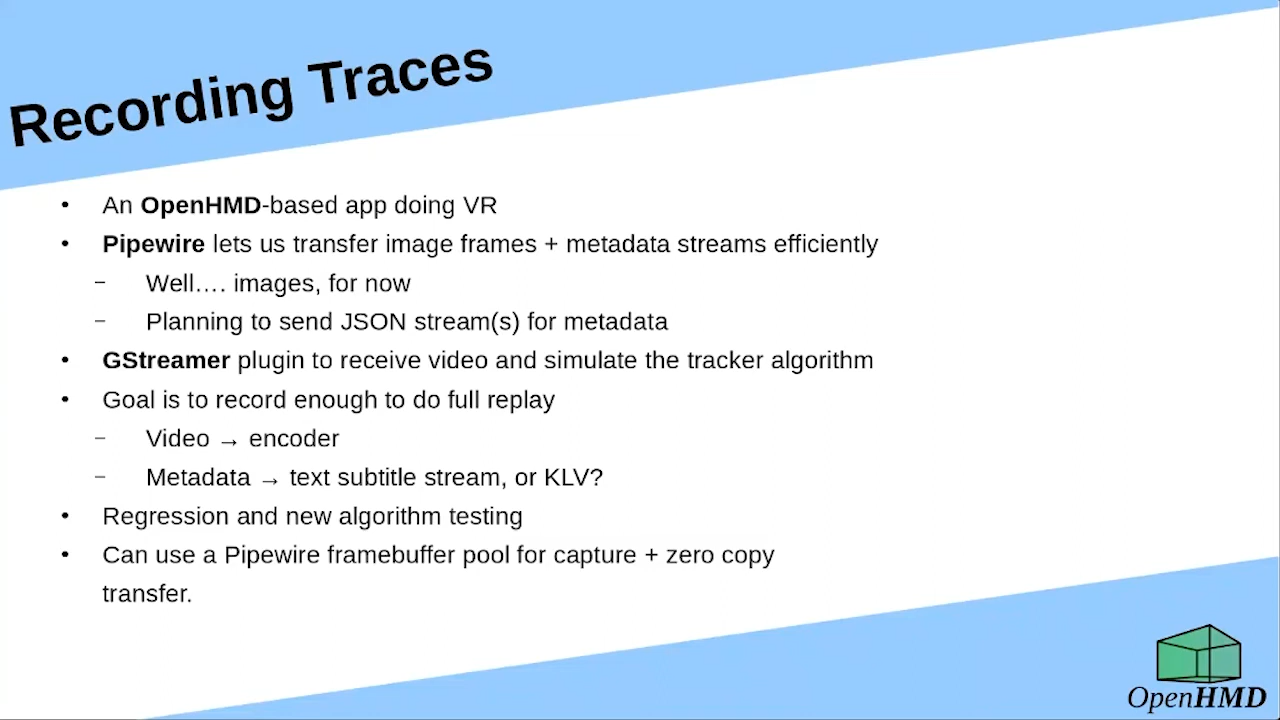 Recording Traces
• An OpenHMD-based app doing VR
• Pipewire lets us transfer image frames + metadata streams efficiently
– Well…. images, for now
– Planning to send JSON stream(s) for metadata
• GStreamer plugin to receive video and simulate the tracker algorithm
• Goal is to record enough to do full replay
– Video → encoder
– Metadata → text subtitle stream, or KLV?
• Regression and new algorithm testing
• Can use a Pipewire framebuffer pool for capture + zero copy
transfer.
OpenHMD